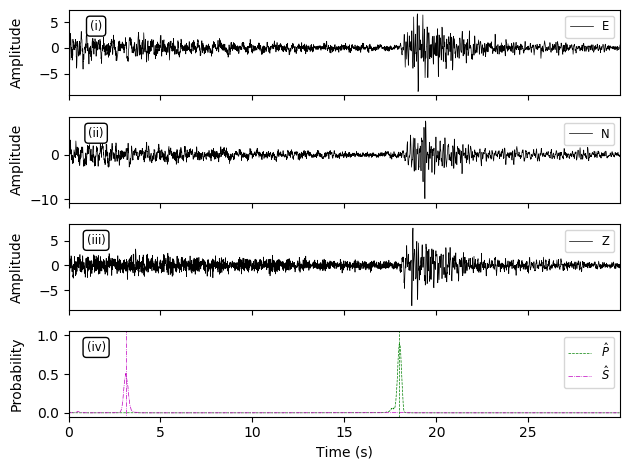 (i)
E
5
0
−5
Amplitude
(ii)
N
0
−10
Amplitude
(iii)
Z
5
0
−5
Amplitude
(iv)
P̂
Ŝ
1.0
0.5
0.0
Probability
0 5 10 15 20 25
Time (s)